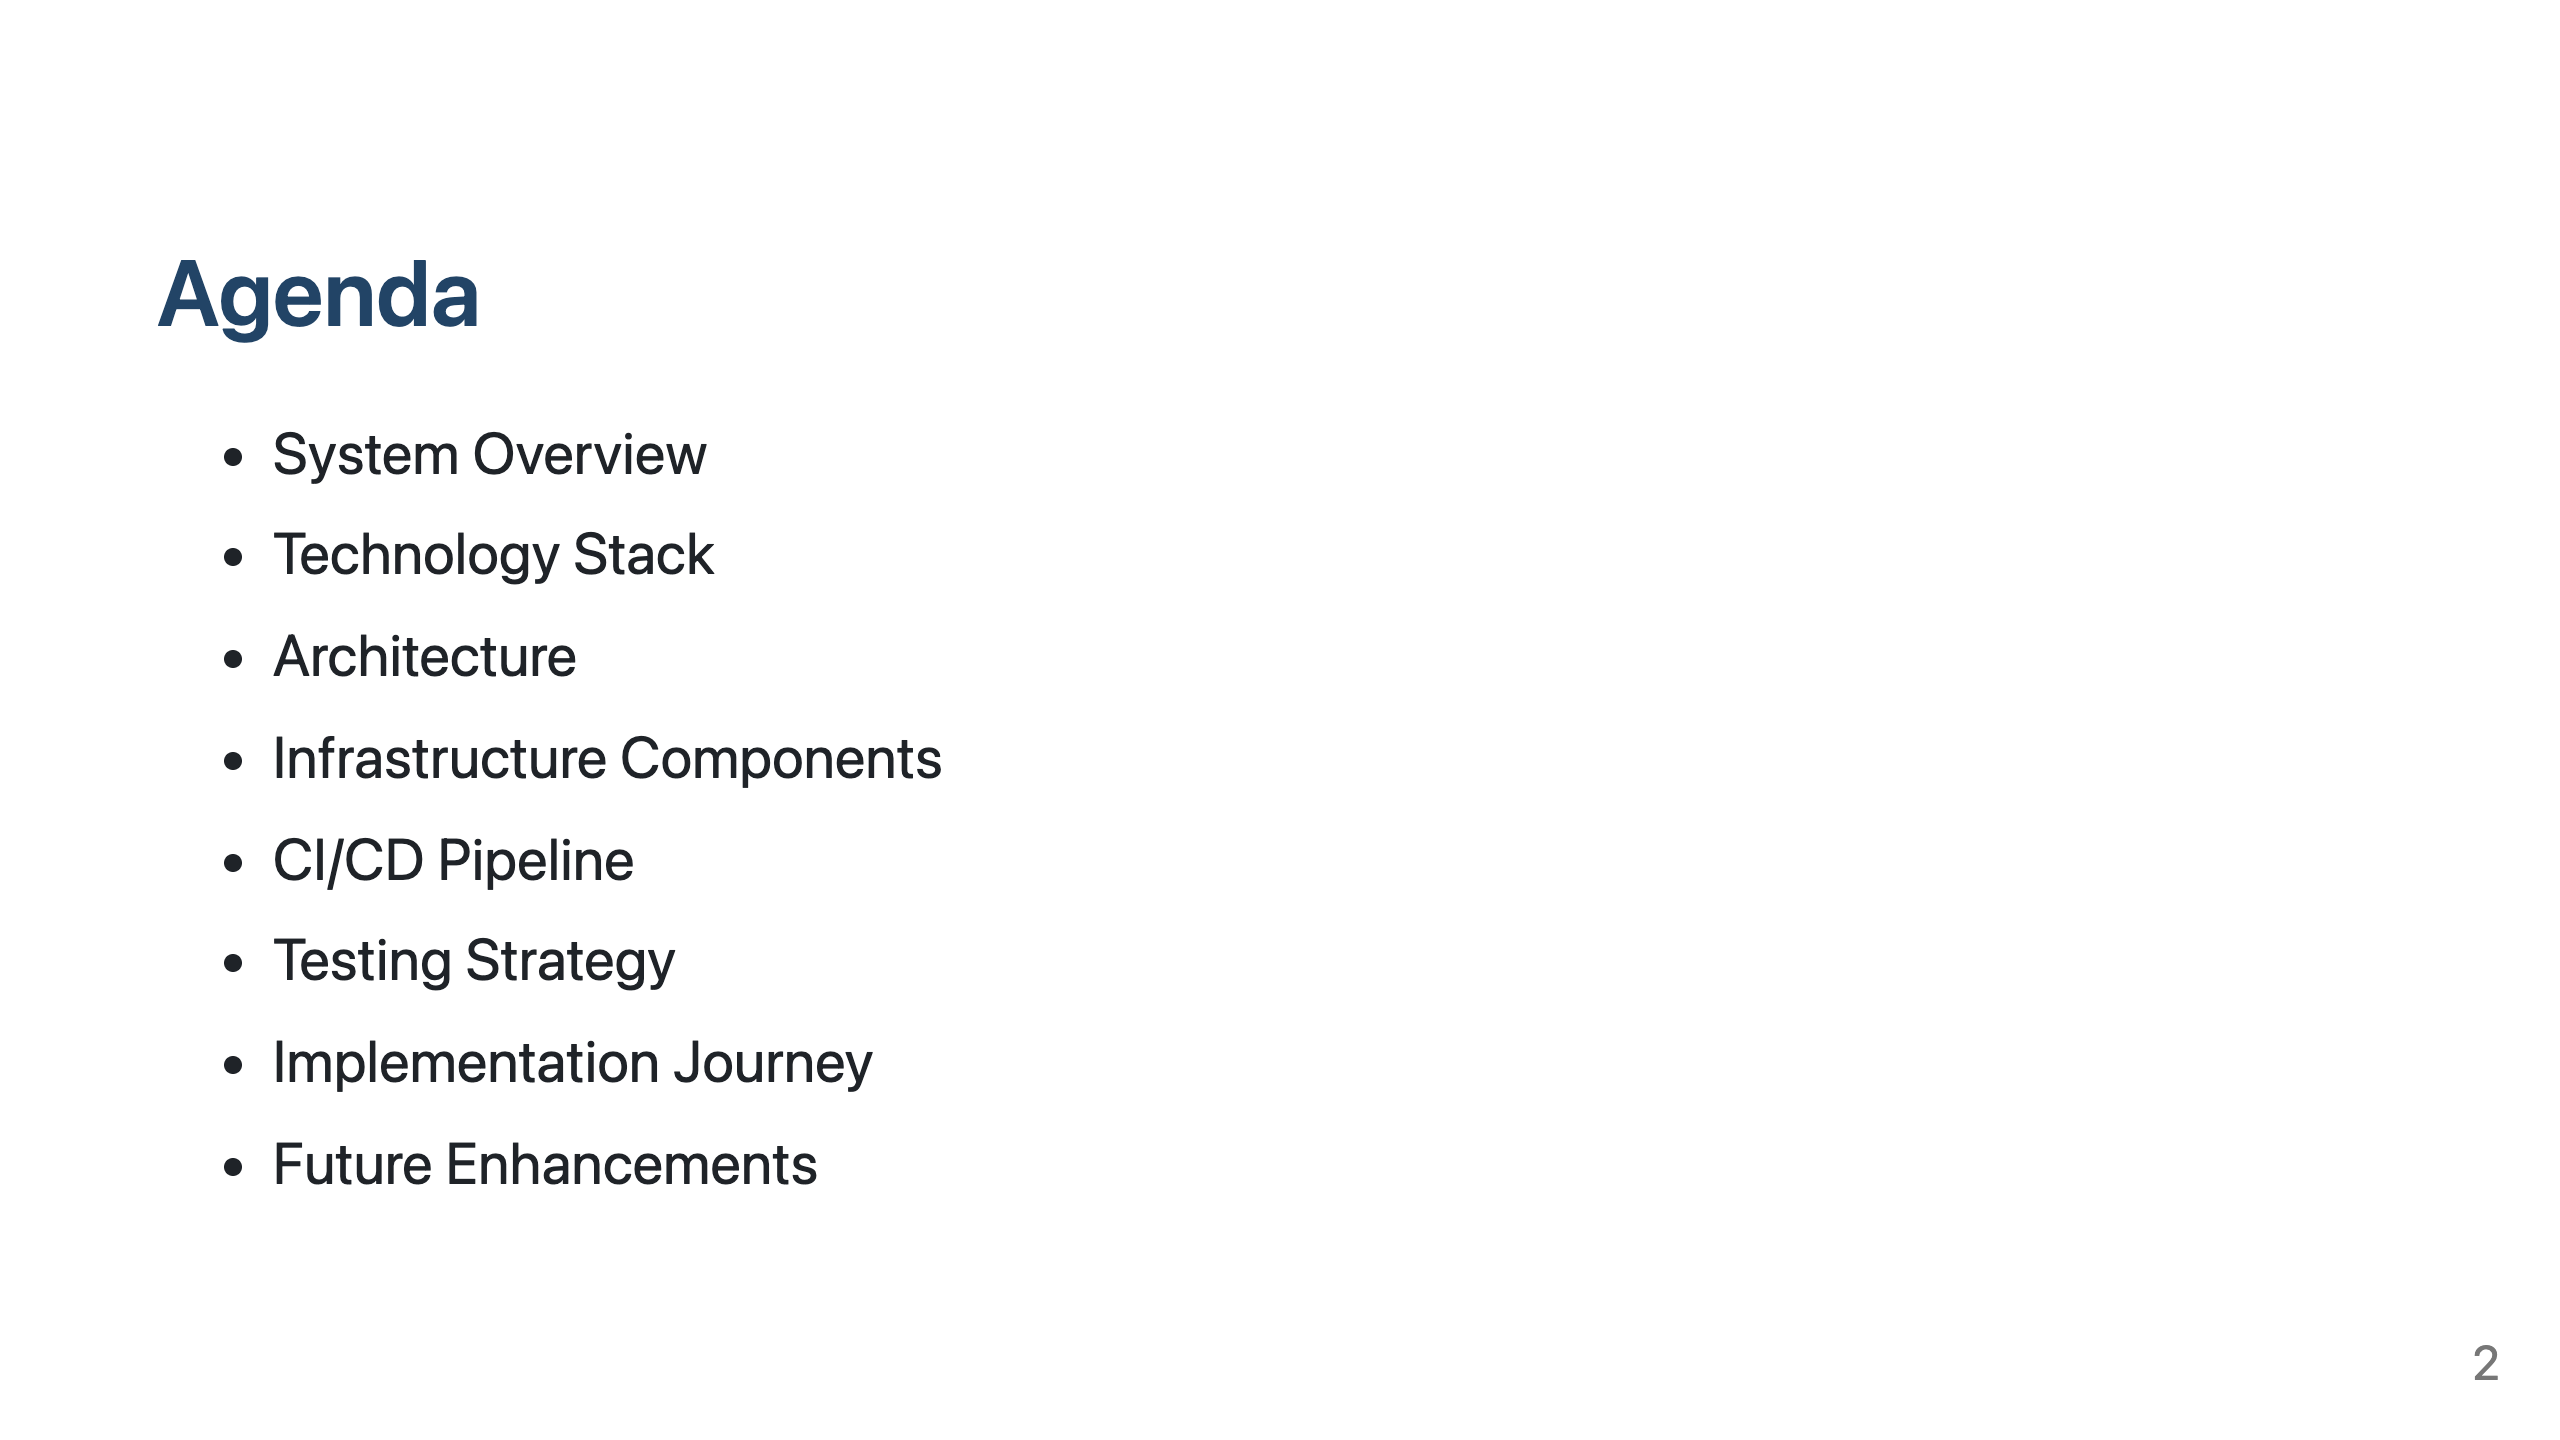 Agenda
• System Overview
• Technology Stack
• Architecture
• Infrastructure Components
• CI/CD Pipeline
• Testing Strategy
• Implementation Journey
• Future Enhancements
2